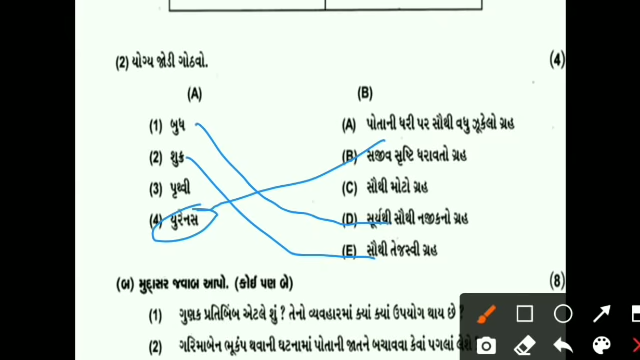 (2) યોગ્ય જોડી ગોઠવો. (4)
(A) (B)
(1) બુધ (A) પોતાની ધરી પર સૌથી વધુ ઝૂકેલો ગ્રહ
(2) શુક્ર (B) સજીવ સૃષ્ટિ ધરાવતો ગ્રહ
(3) પૃથ્વી (C) સૌથી મોટો ગ્રહ
(4) યુરેનસ (D) સૂર્યથી સૌથી નજીકનો ગ્રહ
(E) સૌથી તેજસ્વી ગ્રહ
(બ) મુદ્દાસર જવાબ આપો. (કોઈ પણ બે) (8)
(1) ગુણક પ્રતિબિંબ એટલે શું ? તેનો વ્યવહારમાં ક્યાં ક્યાં ઉપયોગ થાય છે ?
(2) ગરિમાબેન ભૂકંપ થવાની ઘટનામાં પોતાની જાતને બચાવવા કેવાં પગલાં લેશે